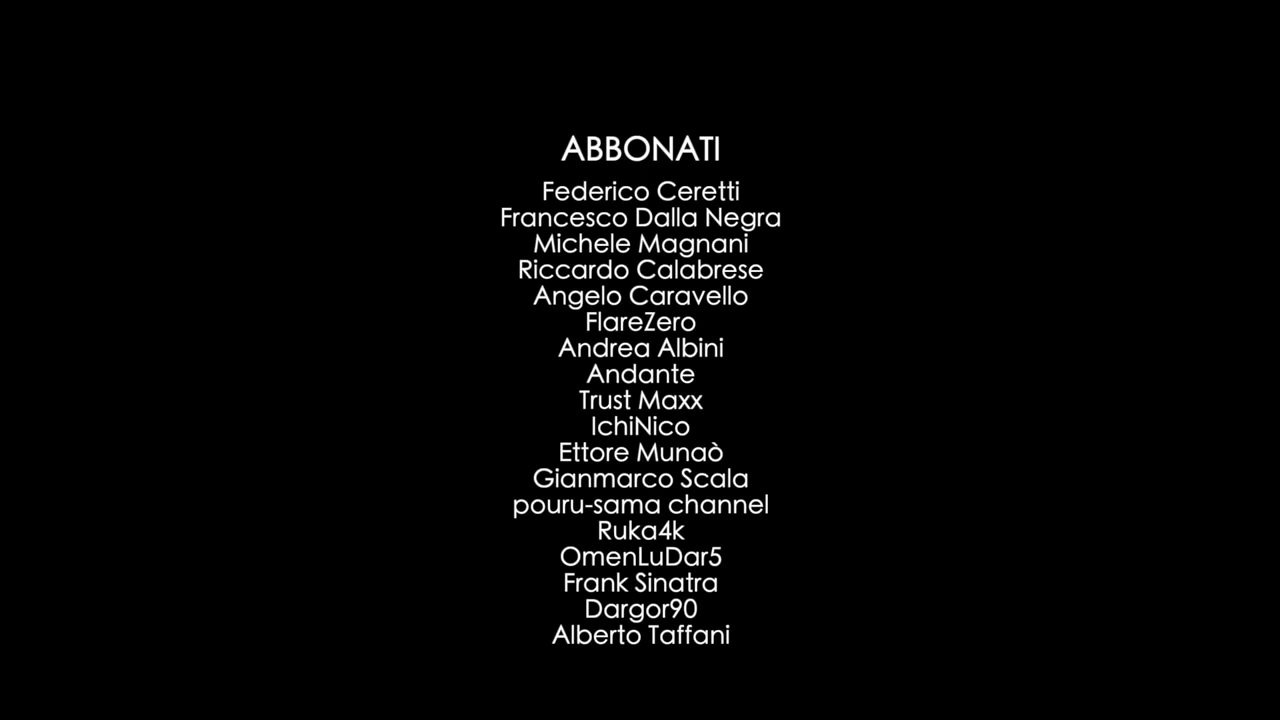 ABBONATI
Federico Ceretti
Francesco Dalla Negra
Michele Magnani
Riccardo Calabrese
Angelo Caravello
FlareZero
Andrea Albini
Andante
Trust Maxx
IchiNico
Ettore Munaò
Gianmarco Scala
pouru-sama channel
Ruka4k
OmenLuDar5
Frank Sinatra
Dargor90
Alberto Taffani